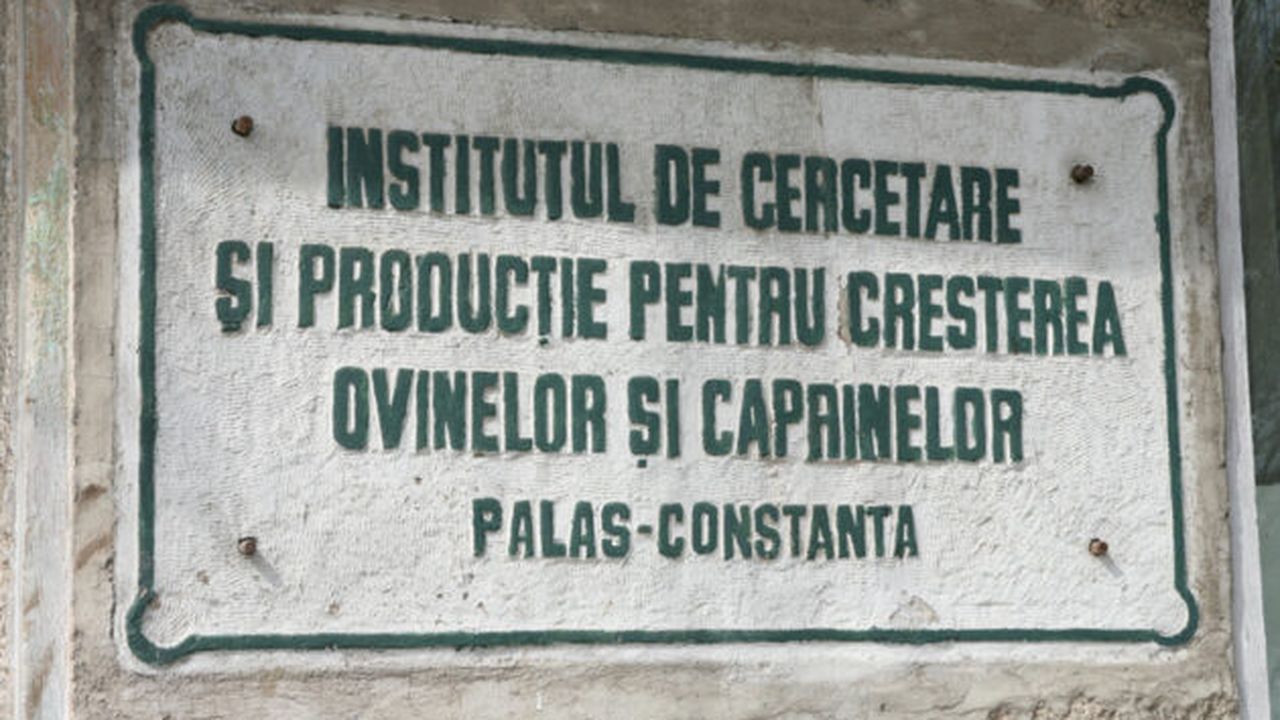 INSTITUTUL DE CERCETARE
ȘI PRODUCȚIE PENTRU CRESTEREA
OVINELOR ȘI CAPRINELOR
PALAS-CONSTANTA